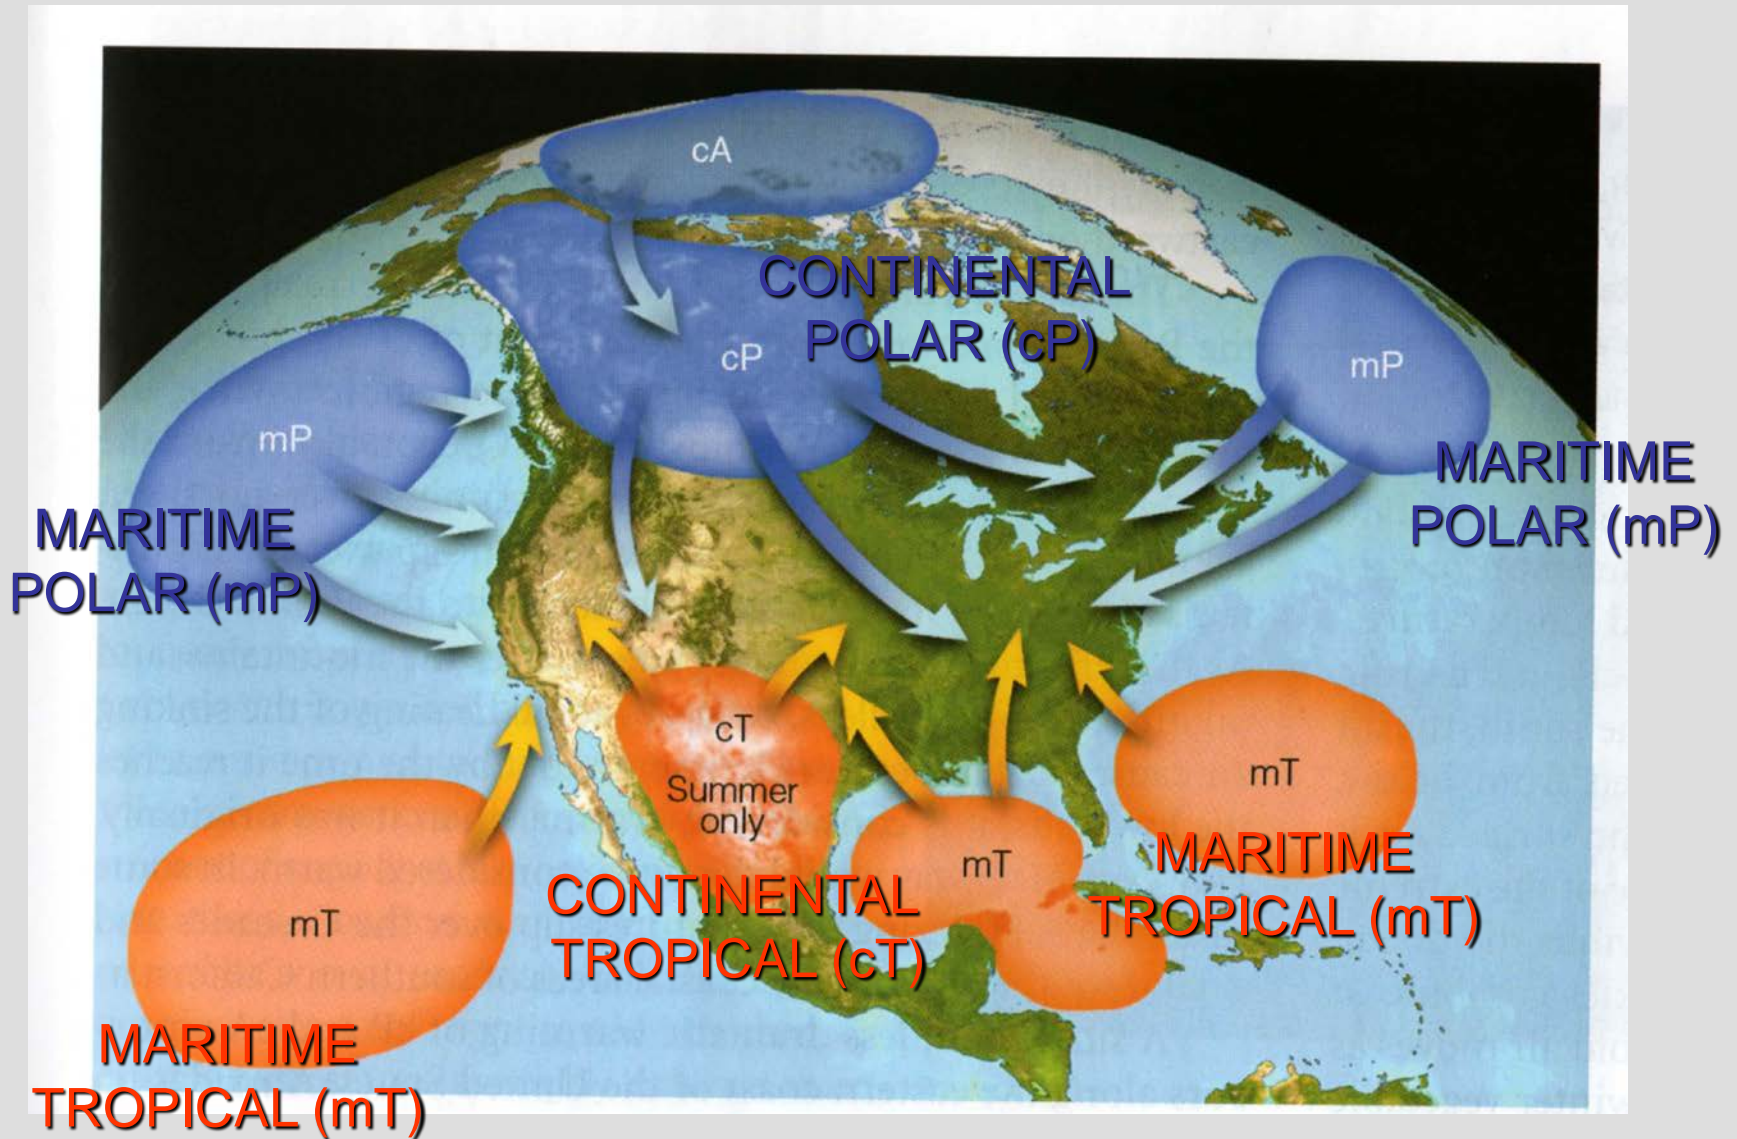 cA
CONTINENTAL
POLAR (cP)
cP
mP
mP
MARITIME
POLAR (mP)
MARITIME
POLAR (mP)
cT
Summer
only
mT
mT
mT
MARITIME
TROPICAL (mT)
CONTINENTAL
TROPICAL (cT)
MARITIME
TROPICAL (mT)